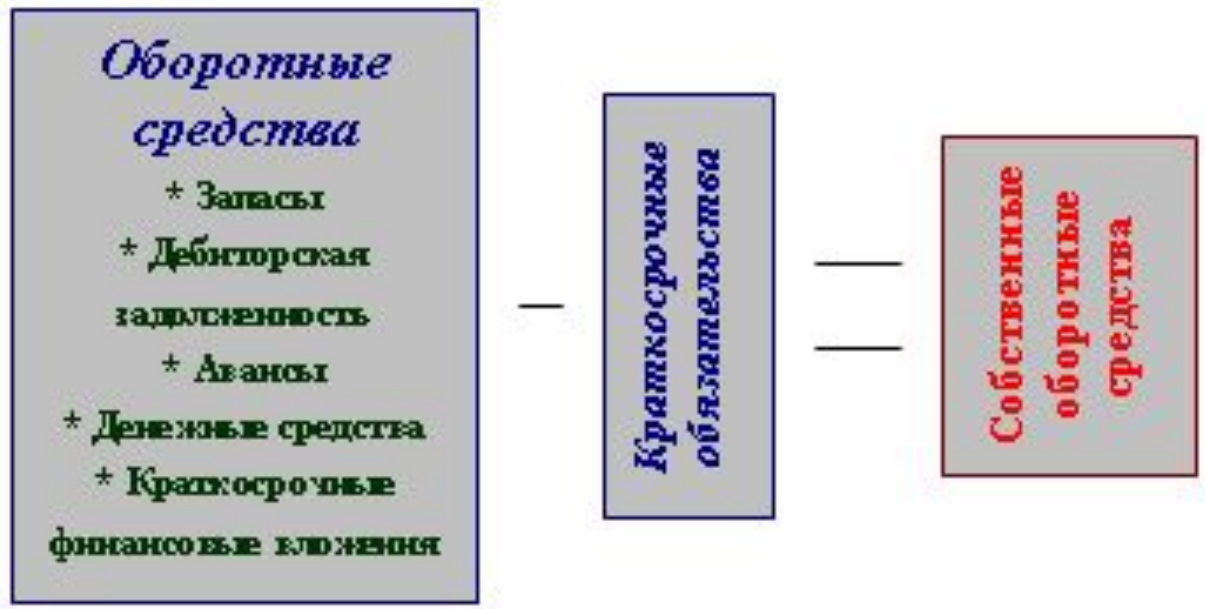 Оборотные
средства
* Запасы
* Дебиторская
задолженность
* Авансы
* Денежные средства
* Краткосрочные
финансовые вложения
–
Краткосрочные
обязательства
=
Собственные
оборотные
средства